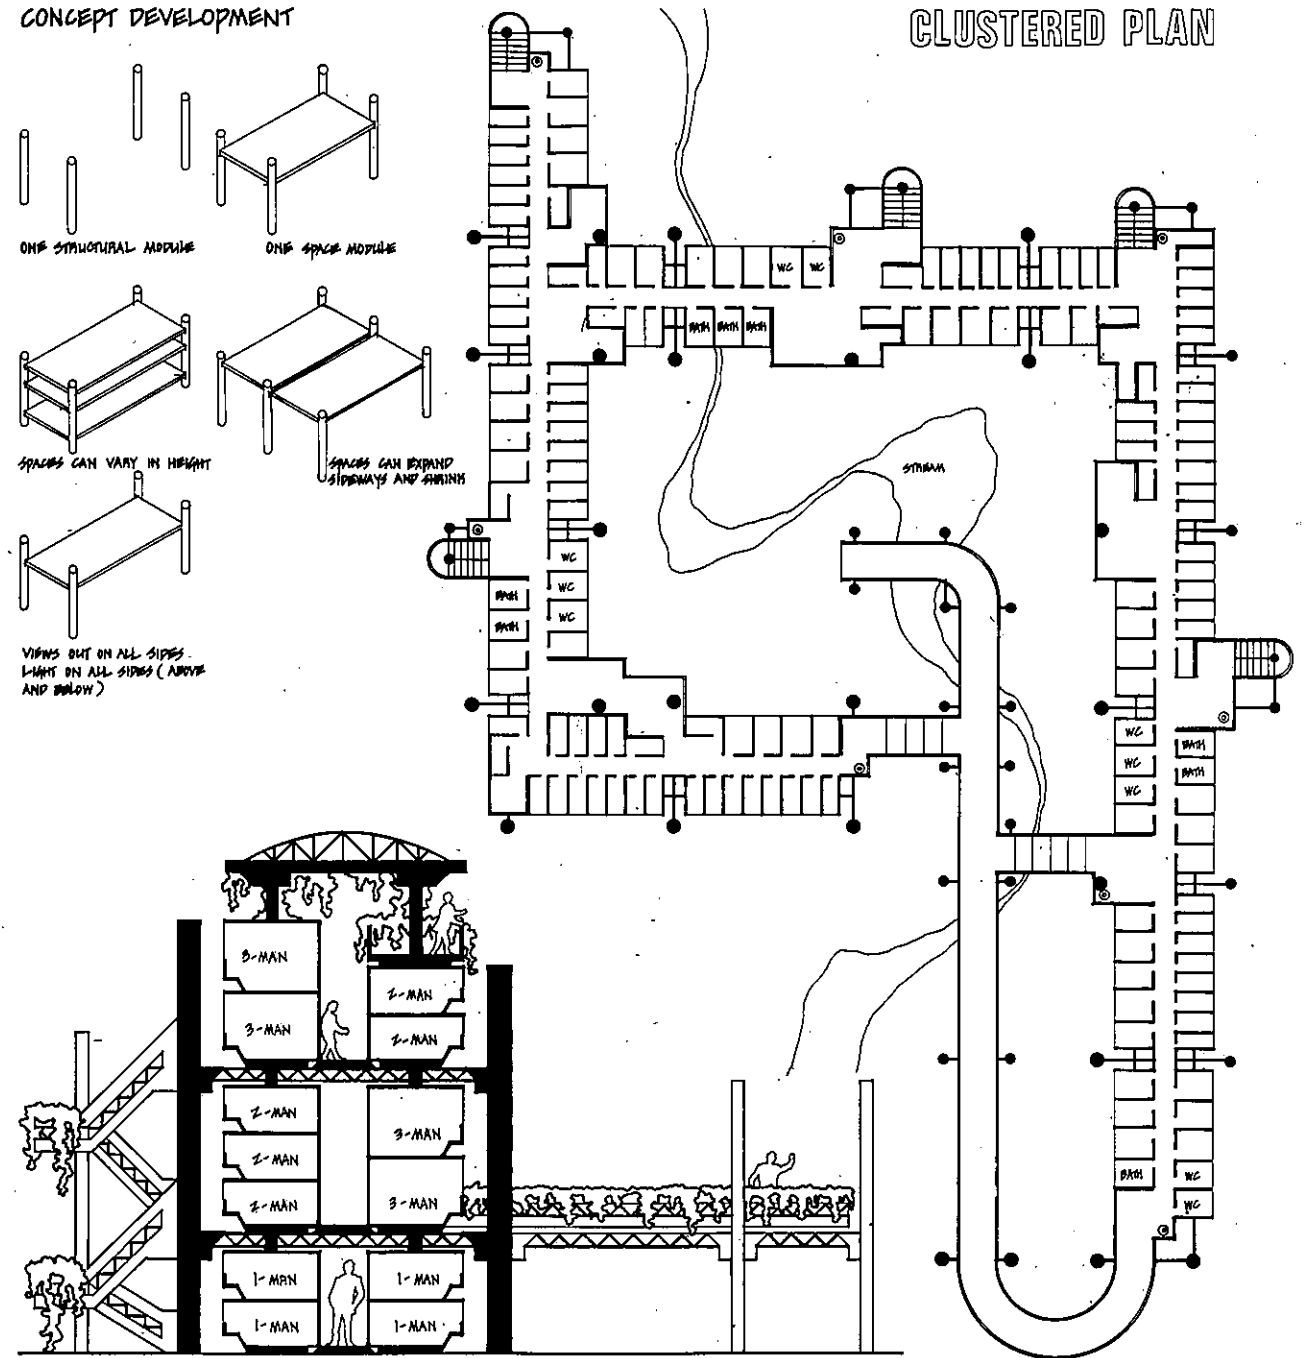 CONCEPT DEVELOPMENT
CLUSTERED PLAN
ONE STRUCTURAL MODULE
ONE SPACE MODULE
SPACES CAN VARY IN HEIGHT
SPACES CAN EXPAND
SIDEWAYS AND SHRINK
VIEWS OUT ON ALL SIDES.
LIGHT ON ALL SIDES (ABOVE
AND BELOW)
WC WC
BATH BATH BATH
STREAM
WC
WC
BATH
WC
BATH
WC
BATH
WC
BATH
WC
BATH
WC
WC
3-MAN
2-MAN
3-MAN
2-MAN
2-MAN
3-MAN
2-MAN
2-MAN
3-MAN
1-MAN
1-MAN
1-MAN
1-MAN